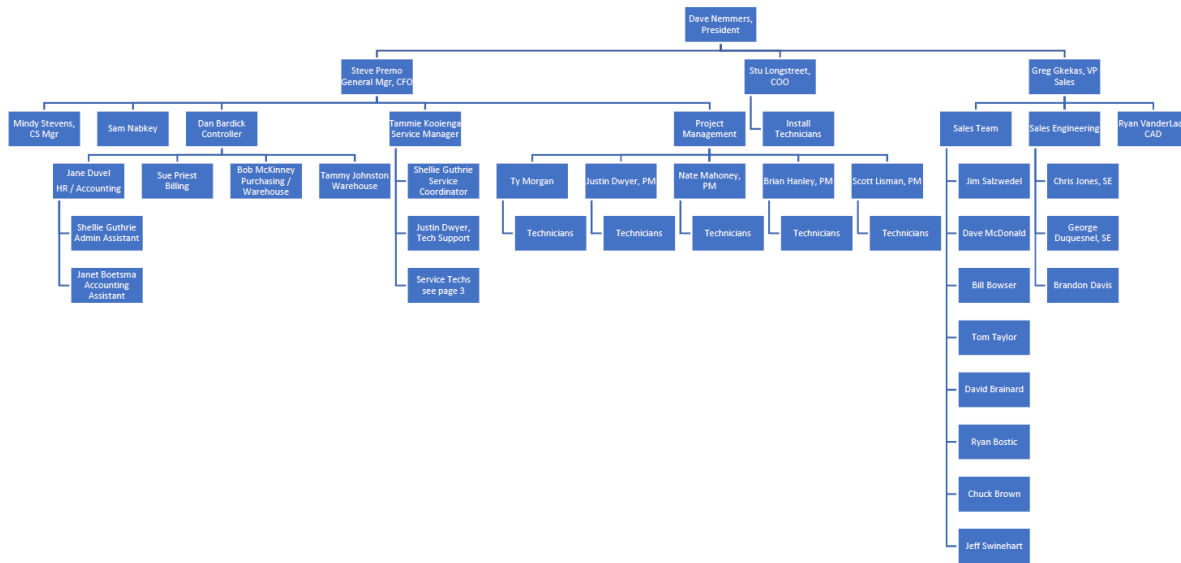 Dave Nemmers,
President
Steve Premo
General Mgr, CFO
Stu Longstreet,
COO
Greg Gkekas, VP
Sales
Mindy Stevens,
CS Mgr
Sam Nabkey
Dan Bardick
Controller
Tammie Kooienga
Service Manager
Project
Management
Install
Technicians
Sales Team
Sales Engineering
Ryan VanderLaan
CAD
Jane Duvel
HR / Accounting
Sue Priest
Billing
Bob McKinney
Purchasing /
Warehouse
Tammy Johnston
Warehouse
Shellie Guthrie
Service
Coordinator
Ty Morgan
Justin Dwyer, PM
Nate Mahoney,
PM
Brian Hanley, PM
Scott Lisman, PM
Jim Salzwedel
Chris Jones, SE
Shellie Guthrie
Admin Assistant
Justin Dwyer,
Tech Support
Technicians
Technicians
Technicians
Technicians
Technicians
Dave McDonald
George
Duquesnel, SE
Janet Boetsma
Accounting
Assistant
Service Techs
see page 3
Bill Bowser
Brandon Davis
Tom Taylor
David Brainard
Ryan Bostic
Chuck Brown
Jeff Swinehart